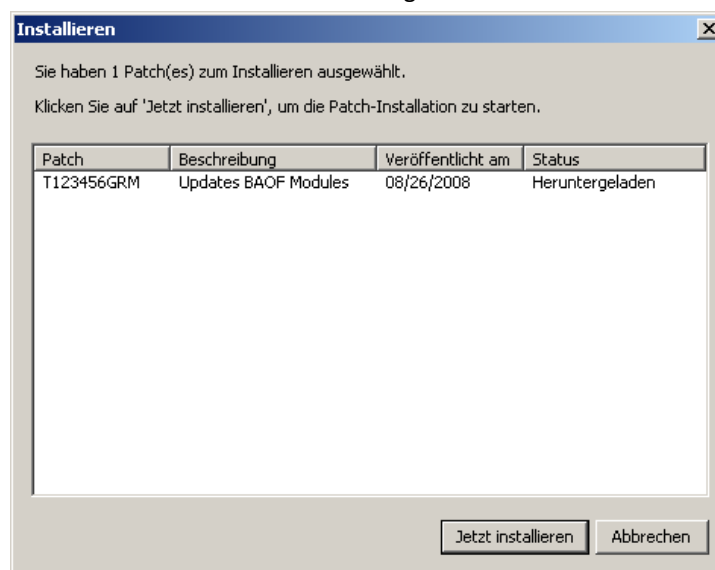 Installieren
Sie haben 1 Patch(es) zum Installieren ausgewählt.
Klicken Sie auf 'Jetzt installieren', um die Patch-Installation zu starten.
Patch Beschreibung Veröffentlicht am Status
T123456GRM Updates BAOF Modules 08/26/2008 Heruntergeladen
Jetzt installieren Abbrechen